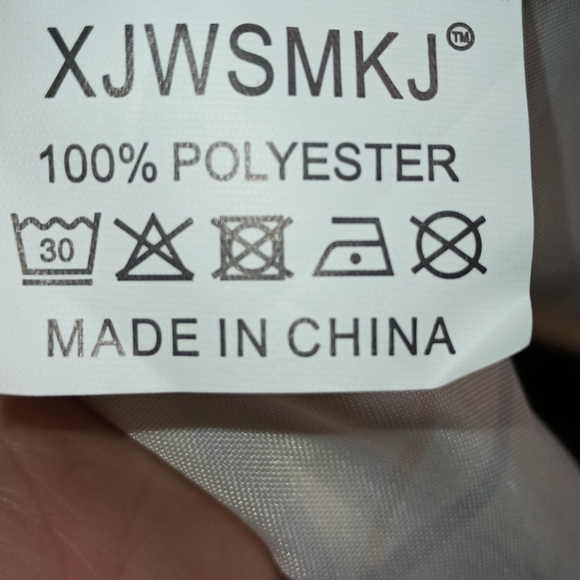 XJWSMKJ™
100% POLYESTER
30
MADE IN CHINA